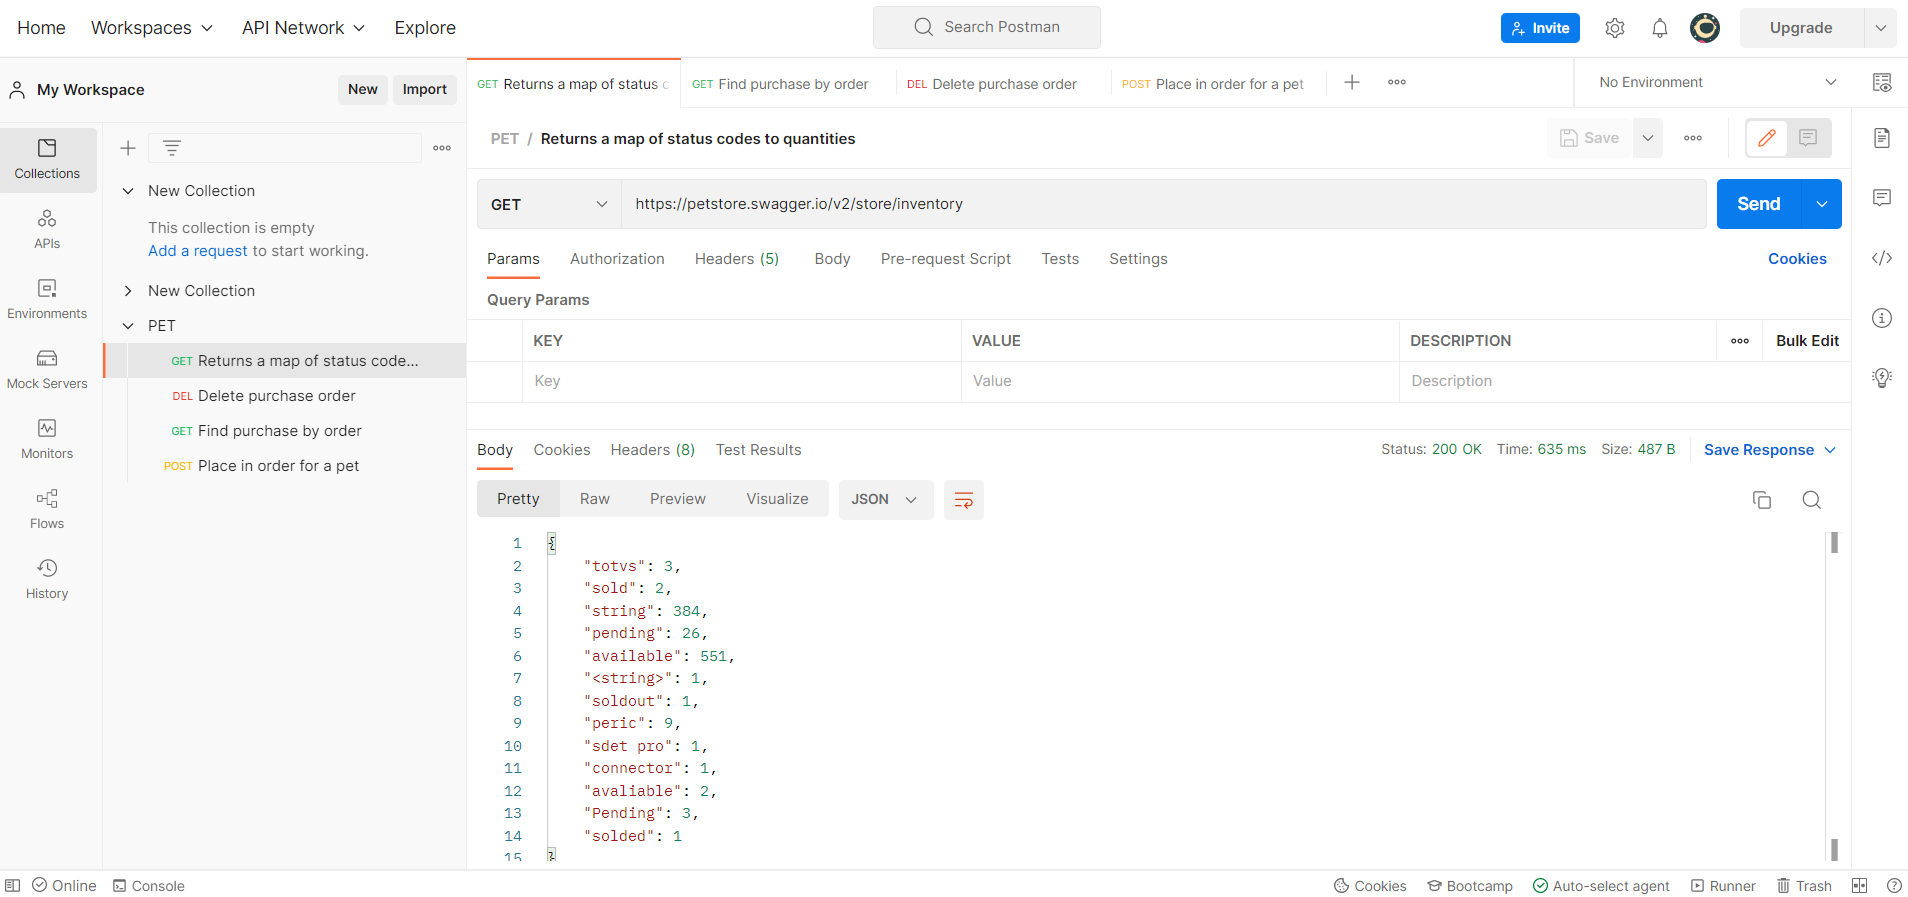 Home Workspaces API Network Explore Search Postman Invite Upgrade
My Workspace New Import
GET Returns a map of status c GET Find purchase by order DEL Delete purchase order POST Place in order for a pet No Environment
PET / Returns a map of status codes to quantities Save
Collections
APIs
Environments
Mock Servers
Monitors
Flows
History
New Collection
This collection is empty
Add a request to start working.
New Collection
PET
GET Returns a map of status code...
DEL Delete purchase order
GET Find purchase by order
POST Place in order for a pet
GET https://petstore.swagger.io/v2/store/inventory Send
Params Authorization Headers (5) Body Pre-request Script Tests Settings Cookies
Query Params
KEY VALUE DESCRIPTION Bulk Edit
Key Value Description
Body Cookies Headers (8) Test Results Status: 200 OK Time: 635 ms Size: 487 B Save Response
Pretty Raw Preview Visualize JSON
1 {
2 "totvs": 3,
3 "sold": 2,
4 "string": 384,
5 "pending": 26,
6 "available": 551,
7 "<string>": 1,
8 "soldout": 1,
9 "peric": 9,
10 "sdet pro": 1,
11 "connector": 1,
12 "avaliable": 2,
13 "Pending": 3,
14 "solded": 1
15 }
Online Console Cookies Bootcamp Auto-select agent Runner Trash